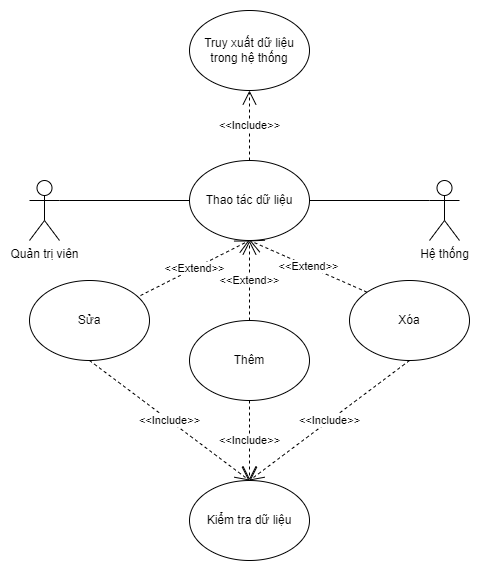 Truy xuất dữ liệu
trong hệ thống
<<Include>>
Thao tác dữ liệu
Quản trị viên
Hệ thống
<<Extend>>
<<Extend>>
<<Extend>>
Sửa
Xóa
Thêm
<<Include>>
<<Include>>
<<Include>>
Kiểm tra dữ liệu